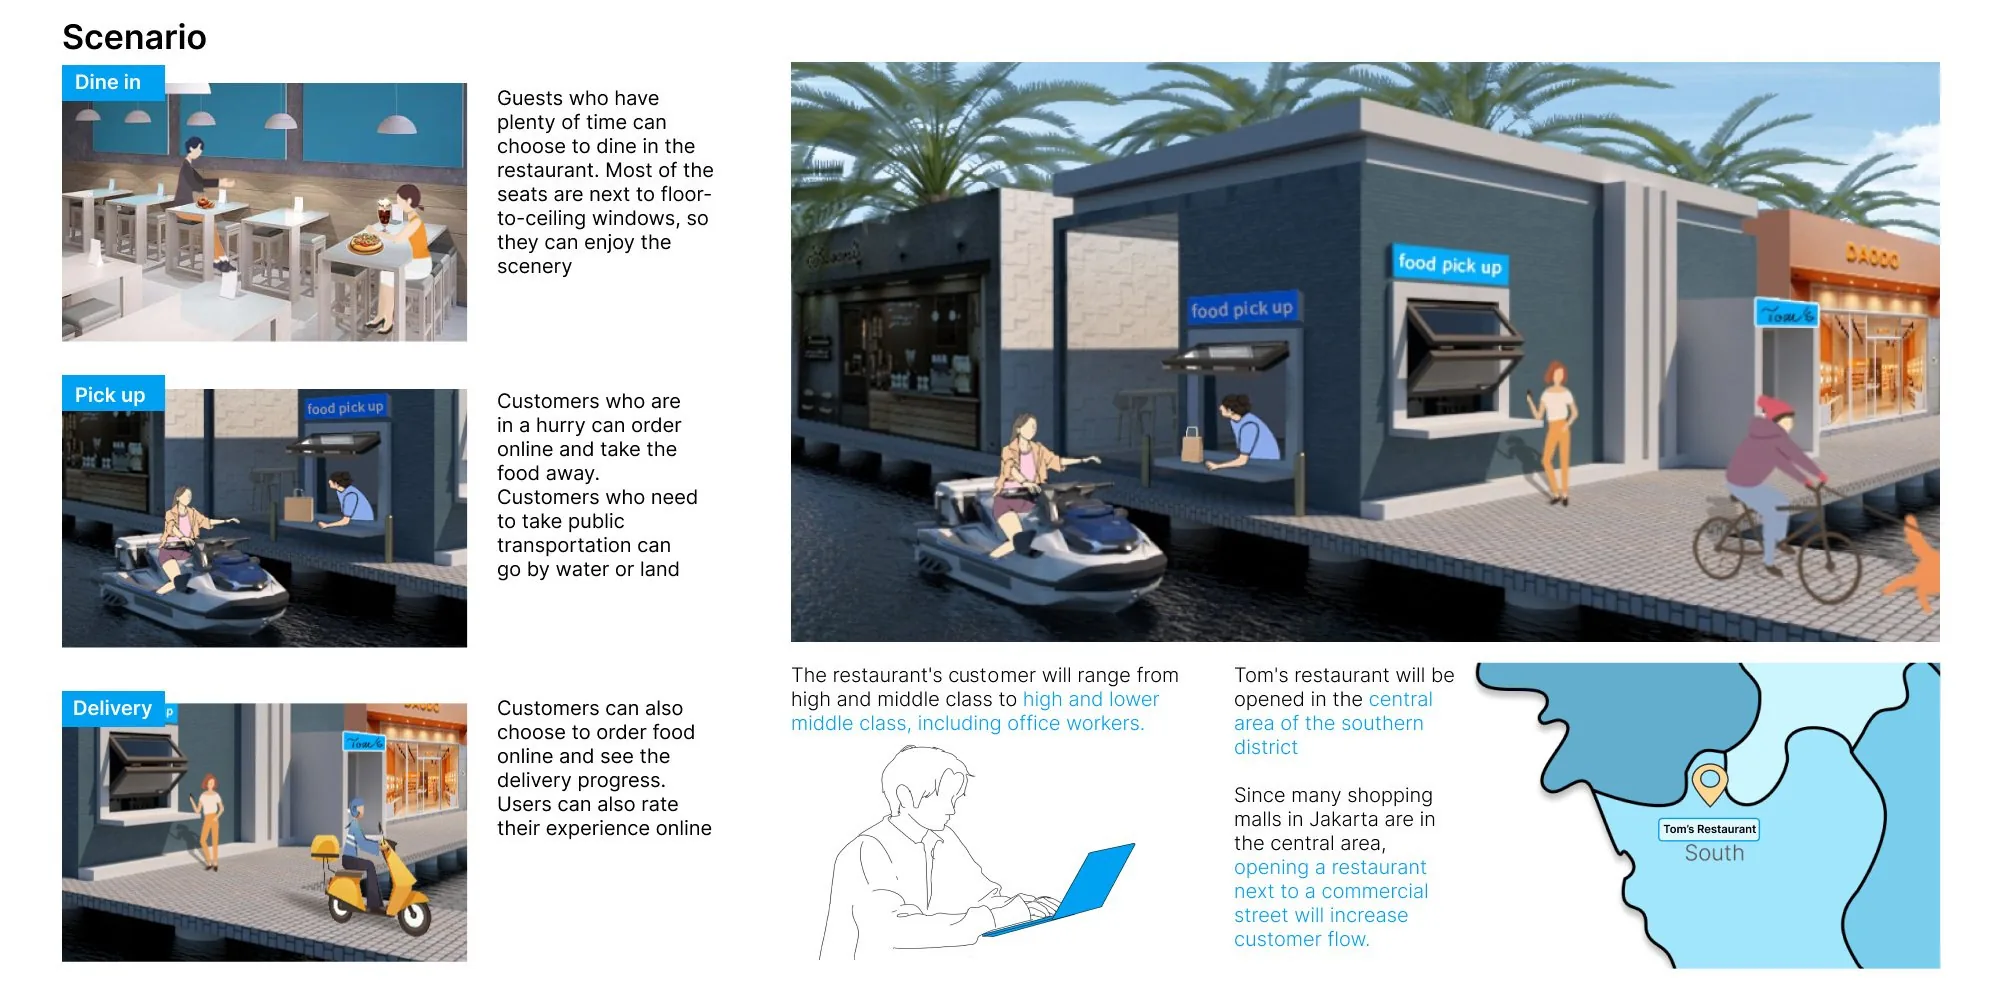 Scenario
Dine in
Guests who have
plenty of time can
choose to dine in the
restaurant. Most of the
seats are next to floor-
to-ceiling windows, so
they can enjoy the
scenery
Pick up
food pick up
Customers who are
in a hurry can order
online and take the
food away.
Customers who need
to take public
transportation can
go by water or land
Delivery
p
DAODO
Tom's
Customers can also
choose to order food
online and see the
delivery progress.
Users can also rate
their experience online
food pick up
food pick up
Tom's
DAODO
The restaurant's customer will range from
high and middle class to high and lower
middle class, including office workers.
Tom's restaurant will be
opened in the central
area of the southern
district
Since many shopping
malls in Jakarta are in
the central area,
opening a restaurant
next to a commercial
street will increase
customer flow.
Tom's Restaurant
South